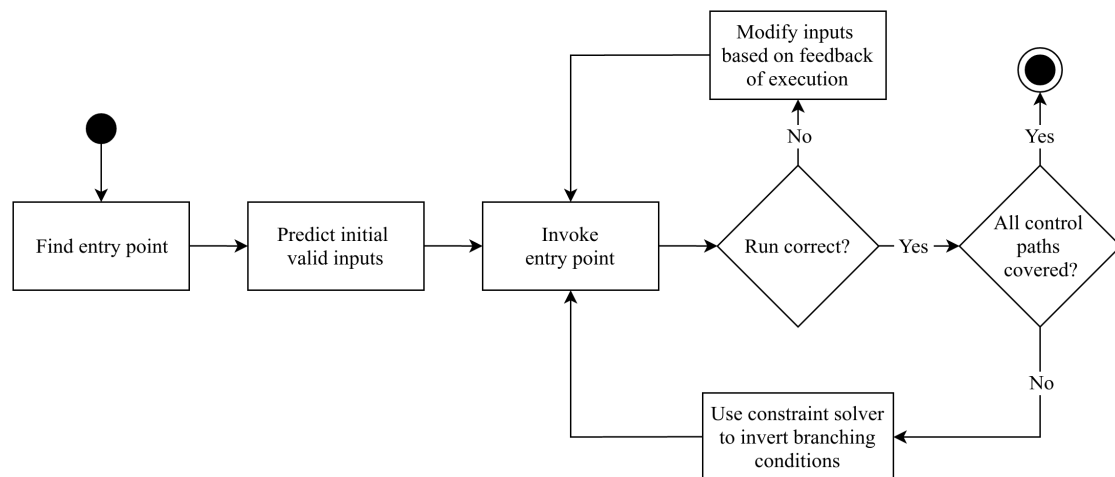 Modify inputs
based on feedback
of execution
No
Yes
Find entry point
Predict initial
valid inputs
Invoke
entry point
Run correct?
Yes
All control
paths
covered?
No
Use constraint solver
to invert branching
conditions